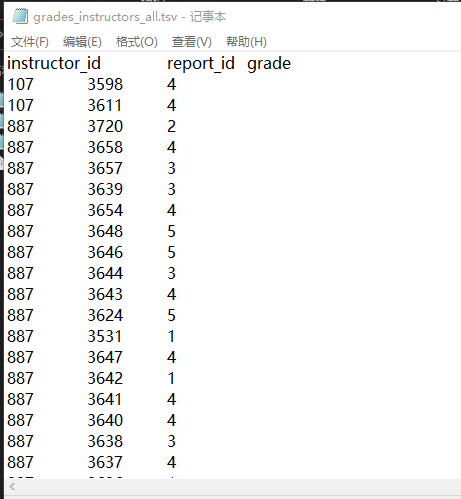 grades_instructors_all.tsv - 记事本
文件(F) 编辑(E) 格式(O) 查看(V) 帮助(H)
instructor_id report_id grade
107 3598 4
107 3611 4
887 3720 2
887 3658 4
887 3657 3
887 3639 3
887 3654 4
887 3648 5
887 3646 5
887 3644 3
887 3643 4
887 3624 5
887 3531 1
887 3647 4
887 3642 1
887 3641 4
887 3640 4
887 3638 3
887 3637 4